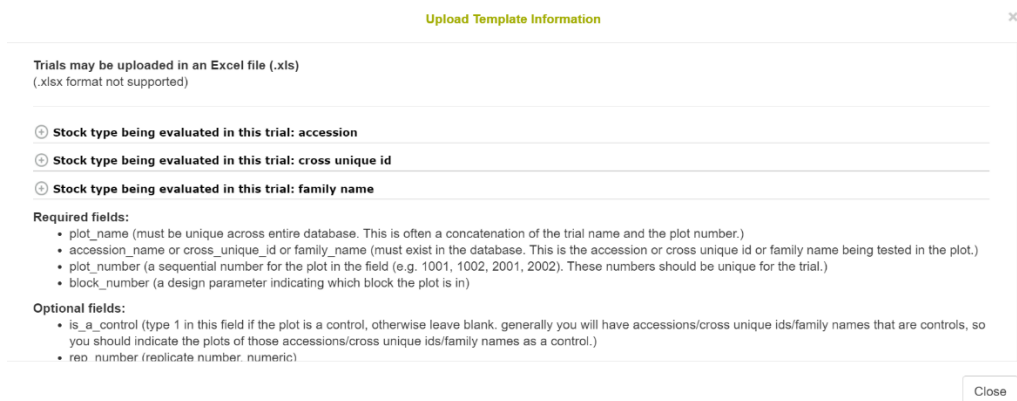 Upload Template Information
×
Trials may be uploaded in an Excel file (.xls)
(.xlsx format not supported)
Stock type being evaluated in this trial: accession
Stock type being evaluated in this trial: cross unique id
Stock type being evaluated in this trial: family name
Required fields:
• plot_name (must be unique across entire database. This is often a concatenation of the trial name and the plot number.)
• accession_name or cross_unique_id or family_name (must exist in the database. This is the accession or cross unique id or family name being tested in the plot.)
• plot_number (a sequential number for the plot in the field (e.g. 1001, 1002, 2001, 2002). These numbers should be unique for the trial.)
• block_number (a design parameter indicating which block the plot is in)
Optional fields:
• is_a_control (type 1 in this field if the plot is a control, otherwise leave blank. generally you will have accessions/cross unique ids/family names that are controls, so
you should indicate the plots of those accessions/cross unique ids/family names as a control.)
• rep_number (replicate number, numeric)
Close